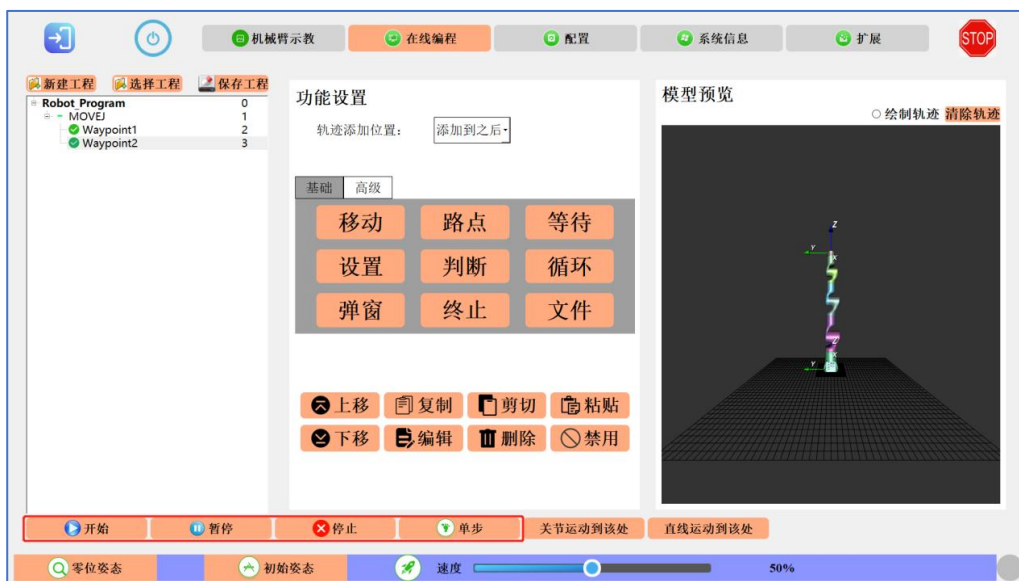 机械臂示教 在线编程 配置 系统信息 扩展 STOP
新建工程 选择工程 保存工程
Robot_Program 0
MOVEJ 1
Waypoint1 2
Waypoint2 3
功能设置
轨迹添加位置： 添加到之后
基础 高级
移动 路点 等待
设置 判断 循环
弹窗 终止 文件
上移 复制 剪切 粘贴
下移 编辑 删除 禁用
模型预览
绘制轨迹 清除轨迹
Z
Y
X
Z
X
Y
开始 暂停 停止 单步 关节运动到该处 直线运动到该处
零位姿态 初始姿态 速度 50%